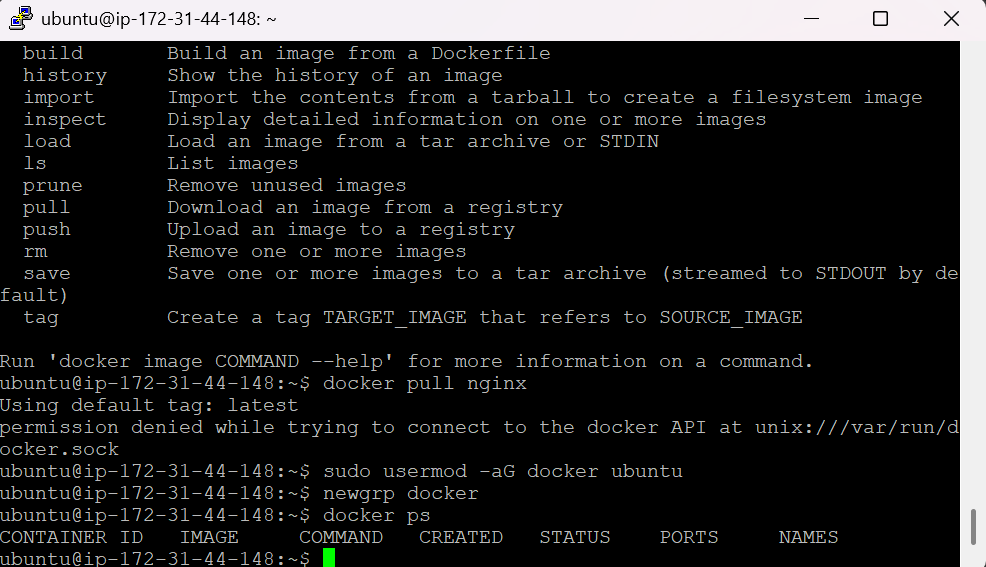 ubuntu@ip-172-31-44-148: ~
build       Build an image from a Dockerfile
history     Show the history of an image
import      Import the contents from a tarball to create a filesystem image
inspect     Display detailed information on one or more images
load        Load an image from a tar archive or STDIN
ls          List images
prune       Remove unused images
pull        Download an image from a registry
push        Upload an image to a registry
rm          Remove one or more images
save        Save one or more images to a tar archive (streamed to STDOUT by de
fault)
tag         Create a tag TARGET_IMAGE that refers to SOURCE_IMAGE
Run 'docker image COMMAND --help' for more information on a command.
ubuntu@ip-172-31-44-148:~$ docker pull nginx
Using default tag: latest
permission denied while trying to connect to the docker API at unix:///var/run/d
ocker.sock
ubuntu@ip-172-31-44-148:~$ sudo usermod -aG docker ubuntu
ubuntu@ip-172-31-44-148:~$ newgrp docker
ubuntu@ip-172-31-44-148:~$ docker ps
CONTAINER ID   IMAGE     COMMAND   CREATED   STATUS    PORTS     NAMES
ubuntu@ip-172-31-44-148:~$